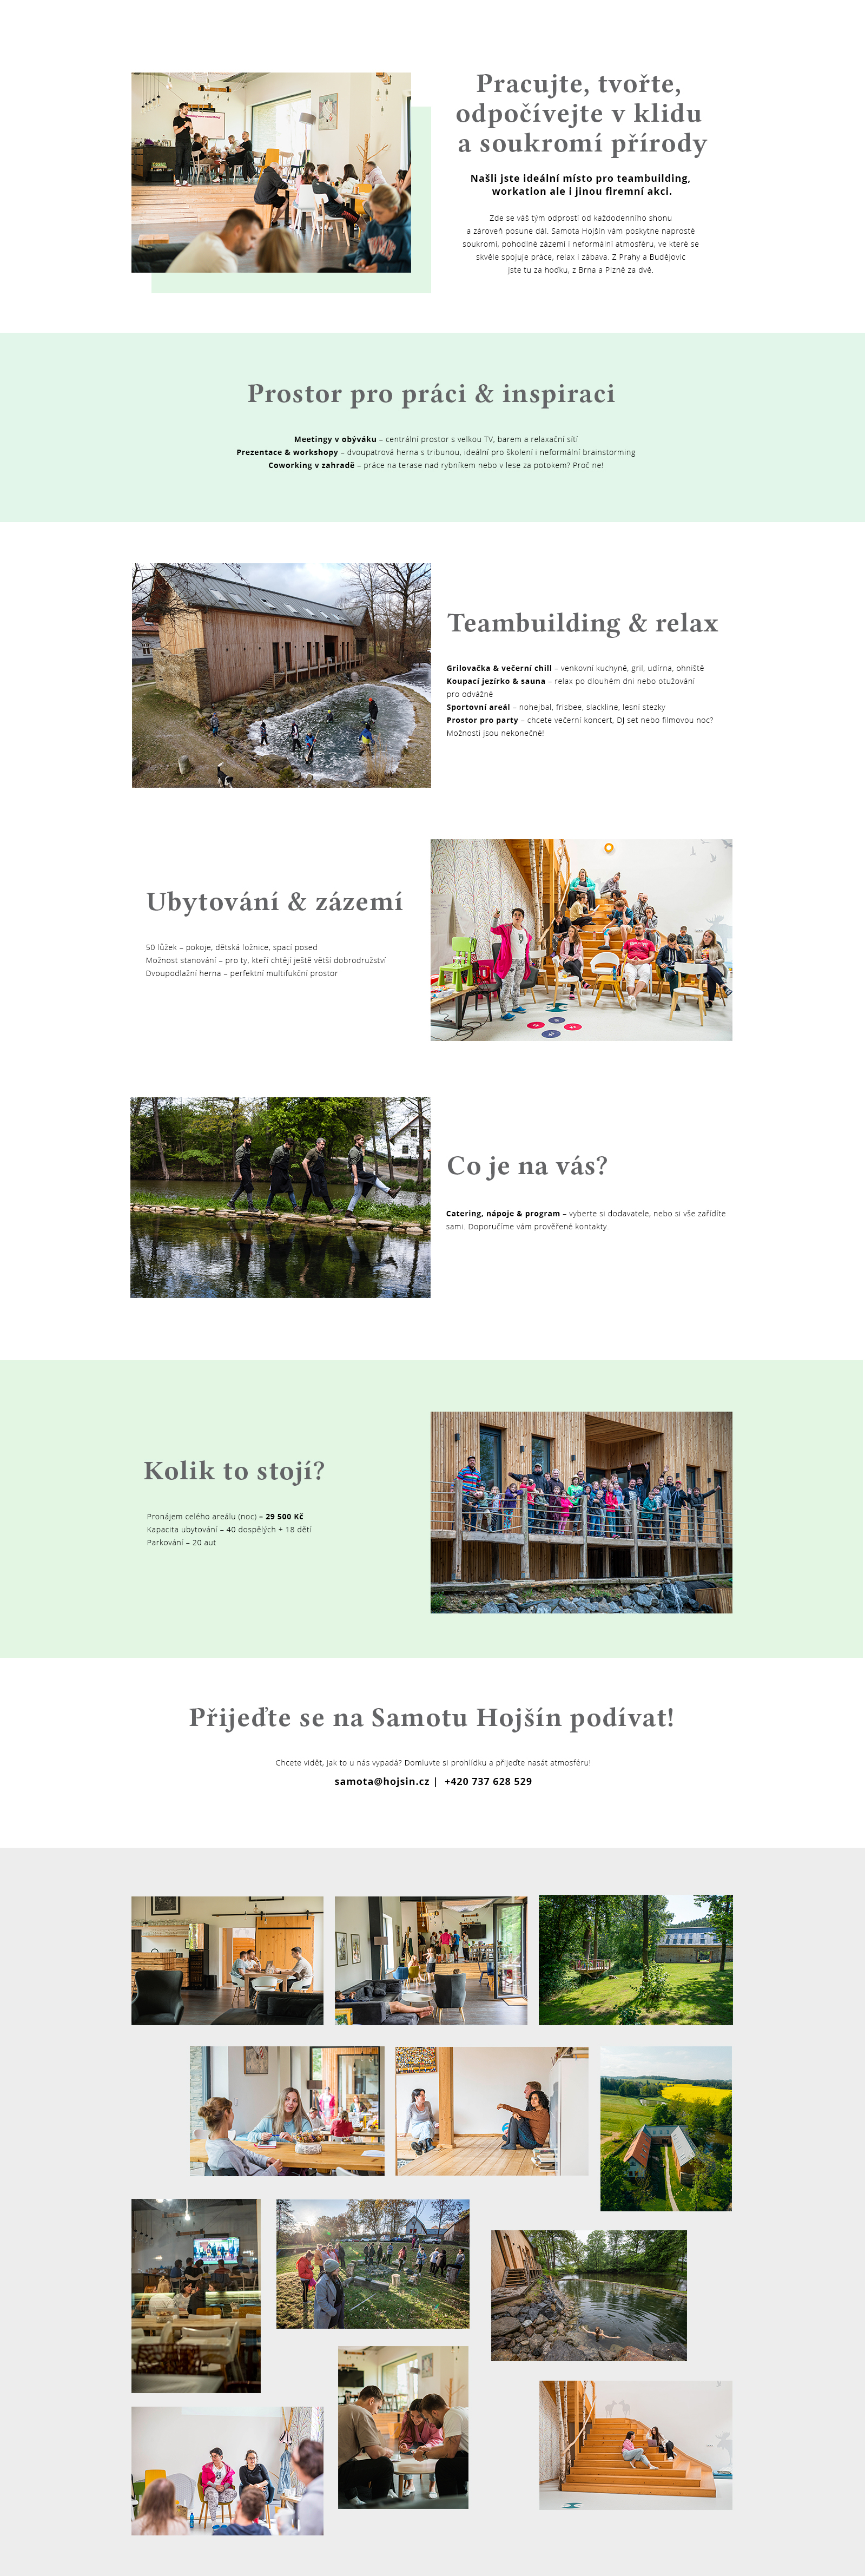 Pracujte, tvořte,
odpočívejte v klidu
a soukromí přírody
Našli jste ideální místo pro teambuilding,
workation ale i jinou firemní akci.
Zde se váš tým odprostí od každodenního shonu
a zároveň posune dál. Samota Hojšín vám poskytne naprosté
soukromí, pohodlné zázemí i neformální atmosféru, ve které se
skvěle spojuje práce, relax i zábava. Z Prahy a Budějovic
jste tu za hoďku, z Brna a Plzně za dvě.
Prostor pro práci & inspiraci
Meetingy v obýváku – centrální prostor s velkou TV, barem a relaxační sítí
Prezentace & workshopy – dvoupatrová herna s tribunou, ideální pro školení i neformální brainstorming
Coworking v zahradě – práce na terase nad rybníkem nebo v lese za potokem? Proč ne!
Teambuilding & relax
Grilovačka & večerní chill – venkovní kuchyně, gril, udírna, ohniště
Koupací jezírko & sauna – relax po dlouhém dni nebo otužování
pro odvážné
Sportovní areál – nohejbal, frisbee, slackline, lesní stezky
Prostor pro party – chcete večerní koncert, DJ set nebo filmovou noc?
Možnosti jsou nekonečné!
Ubytování & zázemí
50 lůžek – pokoje, dětská ložnice, spací posed
Možnost stanování – pro ty, kteří chtějí ještě větší dobrodružství
Dvoupodlažní herna – perfektní multifukční prostor
Co je na vás?
Catering, nápoje & program – vyberte si dodavatele, nebo si vše zařídíte
sami. Doporučíme vám prověřené kontakty.
Kolik to stojí?
Pronájem celého areálu (noc) – 29 500 Kč
Kapacita ubytování – 40 dospělých + 18 dětí
Parkování – 20 aut
Přijeďte se na Samotu Hojšín podívat!
Chcete vidět, jak to u nás vypadá? Domluvte si prohlídku a přijeďte nasát atmosféru!
samota@hojsin.cz | +420 737 628 529